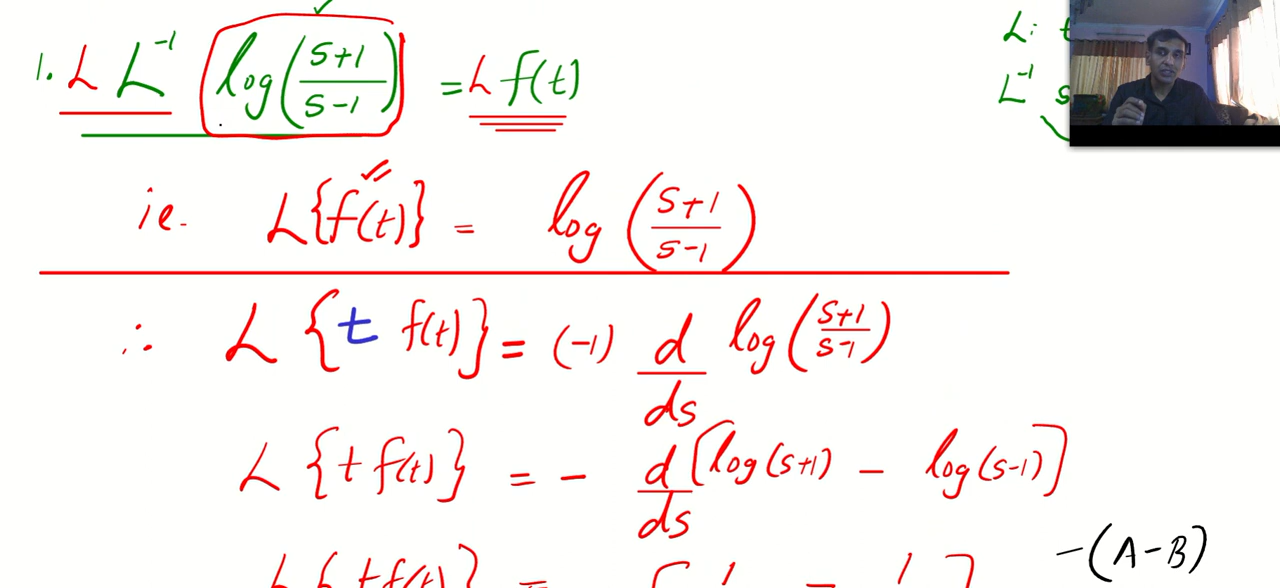 1. L L⁻¹ log(s+1/s-1) = L f(t)
L: t
L⁻¹ s
ie. L{f(t)} = log(s+1/s-1)
∴ L {t f(t)} = (-1) d/ds log(s+1/s-1)
L {t f(t)} = - d/ds [log(s+1) - log(s-1)]
-(A-B)